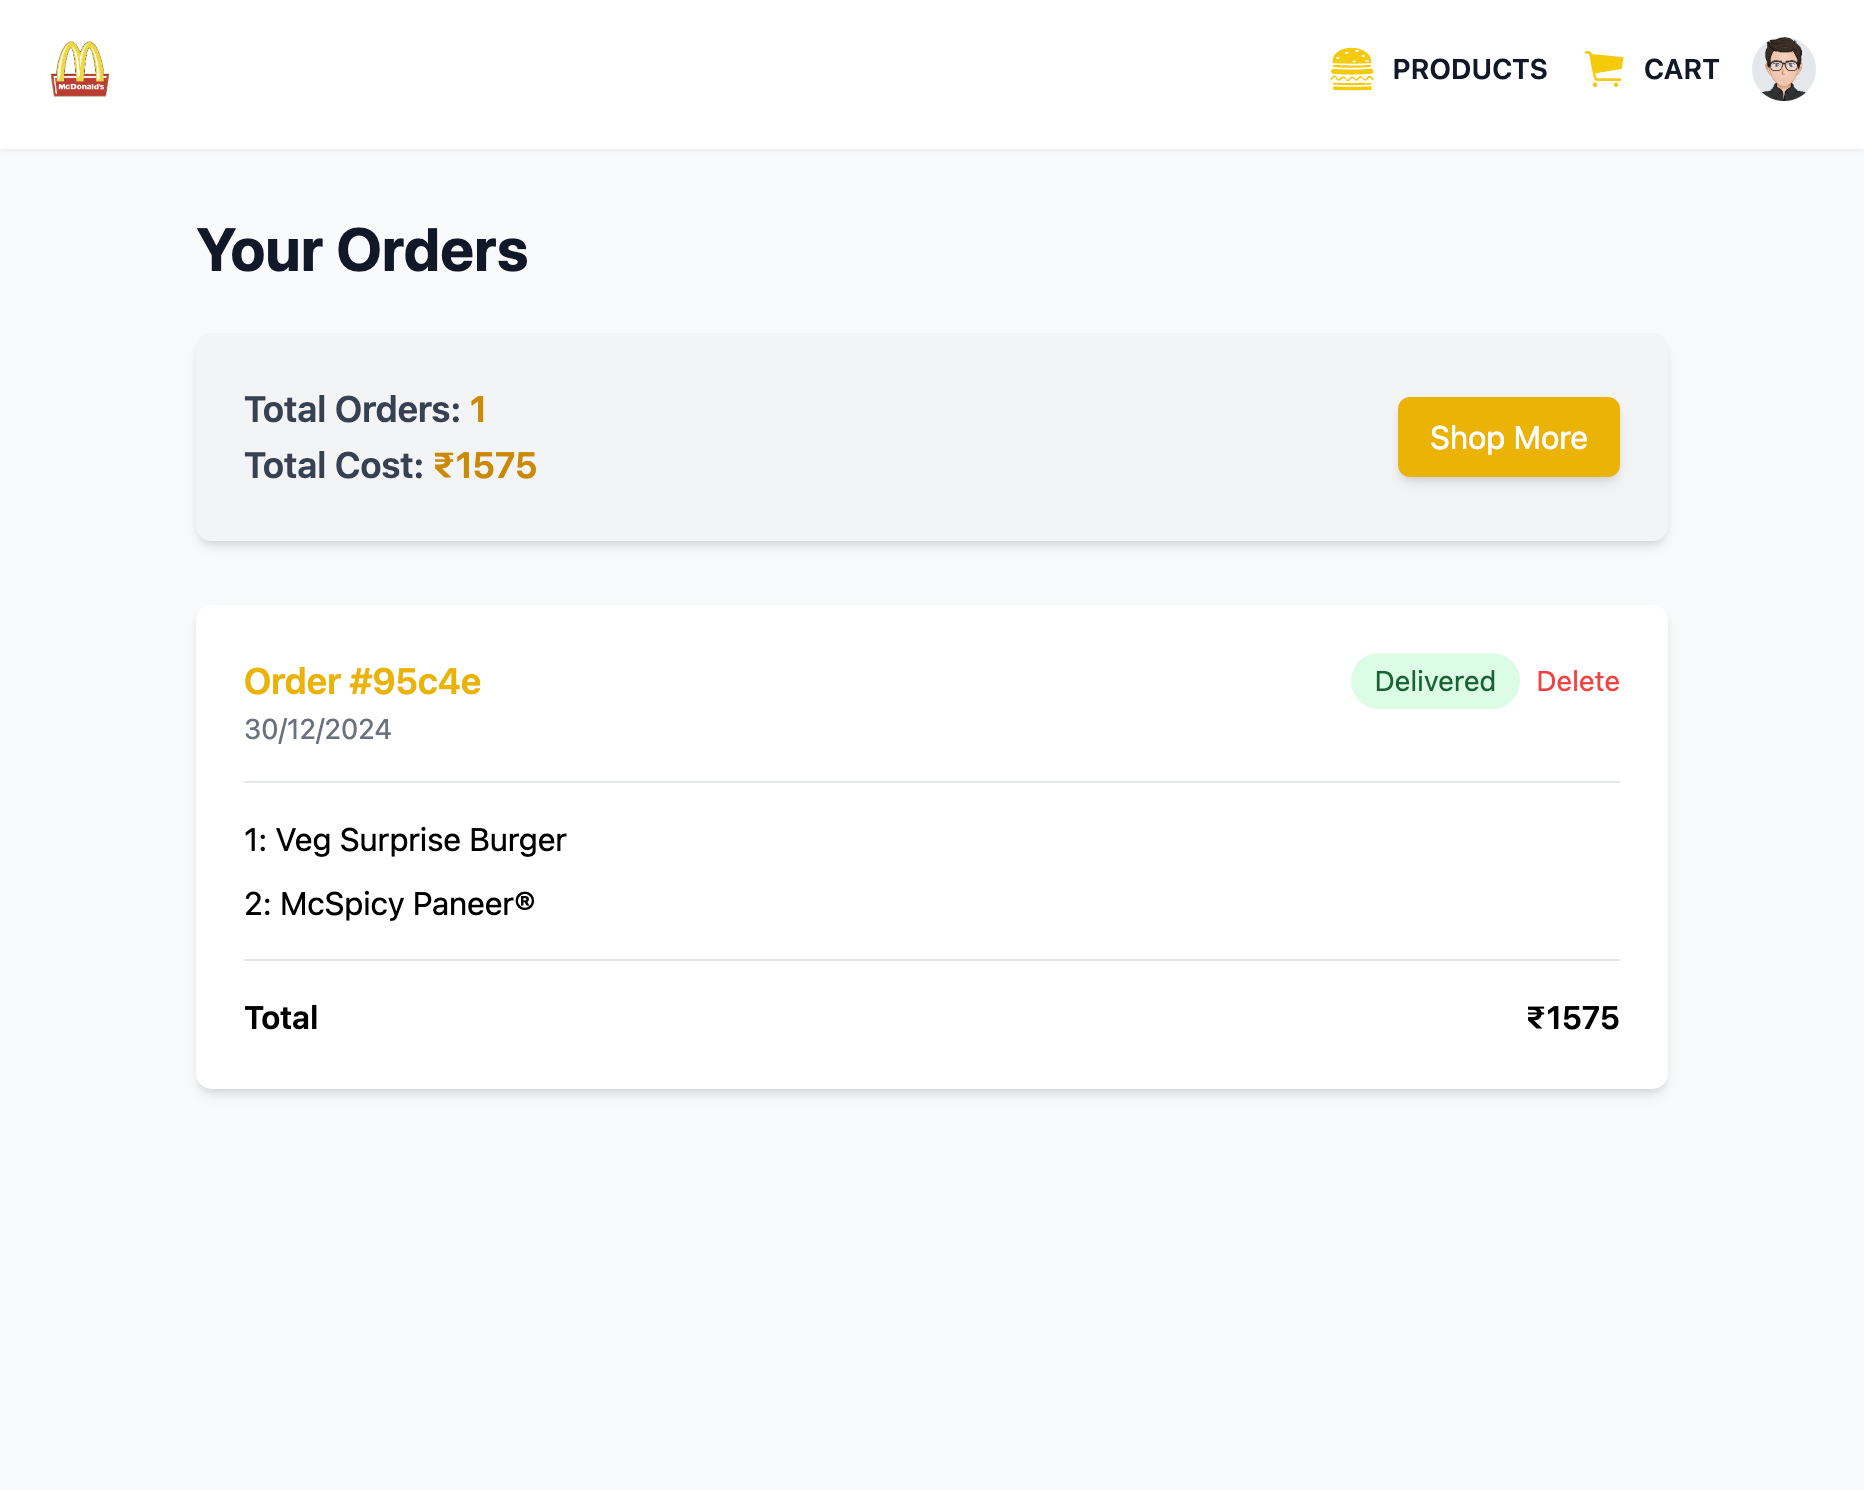 McDonald's
PRODUCTS
CART
Your Orders
Total Orders: 1
Total Cost: ₹1575
Shop More
Order #95c4e
Delivered
Delete
30/12/2024
1: Veg Surprise Burger
2: McSpicy Paneer®
Total
₹1575